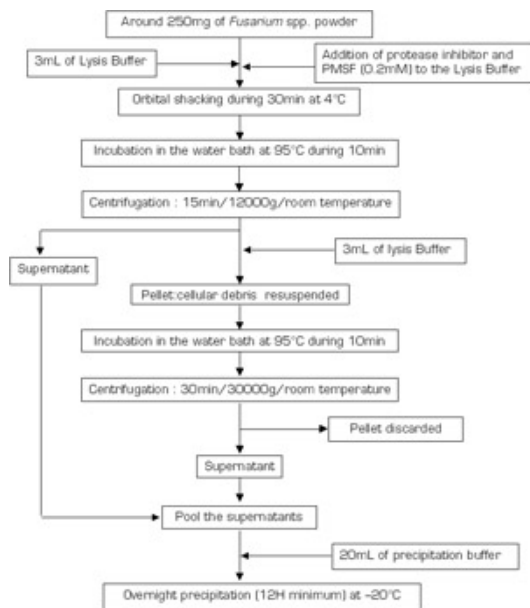 Around 250mg of Fusarium spp. powder
3mL of Lysis Buffer
Addition of protease inhibitor and
PMSF (0.2mM) to the Lysis Buffer
Orbital shacking during 30min at 4°C
Incubation in the water bath at 95°C during 10min
Centrifugation : 15min/12000g/room temperature
3mL of lysis Buffer
Supernatant
Pellet:cellular debris resuspended
Incubation in the water bath at 95°C during 10min
Centrifugation : 30min/30000g/room temperature
Pellet discarded
Supernatant
Pool the supernatants
20mL of precipitation buffer
Overnight precipitation (12H minimum) at -20°C